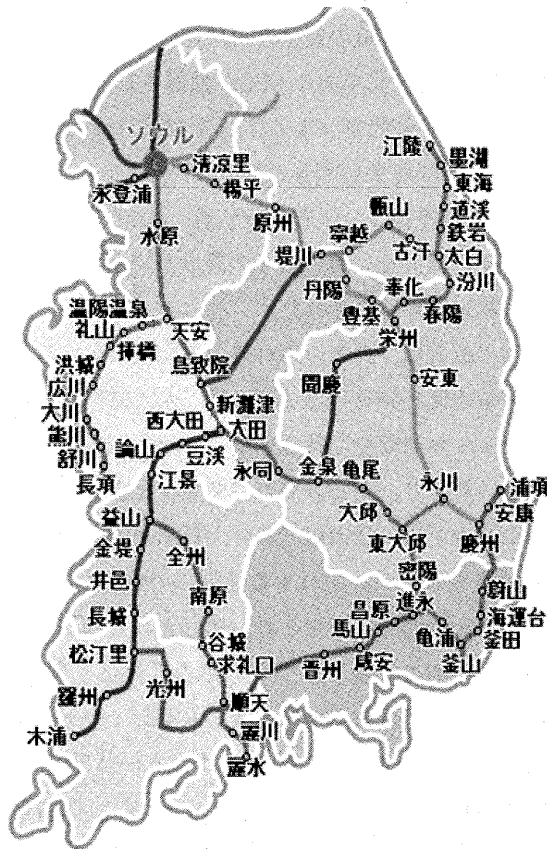 ソウル
清涼里
永登浦
楊平
水原
原州
江陵
墨湖
東海
道渓
鉄岩
太白
汾川
甑山
寧越
古汗
堤川
丹陽
奉化
豊基
春陽
栄州
温陽温泉
礼山
挿橋
天安
洪城
広川
鳥致院
聞慶
安東
大川
熊川
舒川
長項
新灘津
西大田
大田
論山
豆渓
江景
永同
金泉
亀尾
永川
浦項
安康
大邱
東大邱
慶州
益山
金堤
全州
井邑
南原
長城
密陽
進永
昌原
馬山
蔚山
海運台
釜田
亀浦
釜山
松汀里
谷城
求礼口
光州
晋州
咸安
羅州
順天
木浦